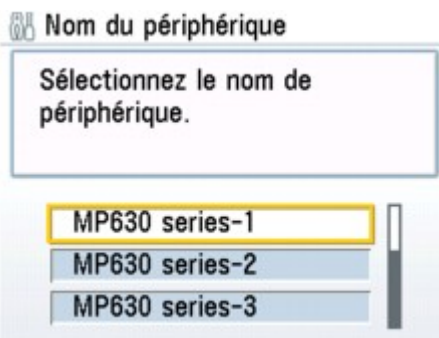 Nom du périphérique
Sélectionnez le nom de
périphérique.
MP630 series-1
MP630 series-2
MP630 series-3